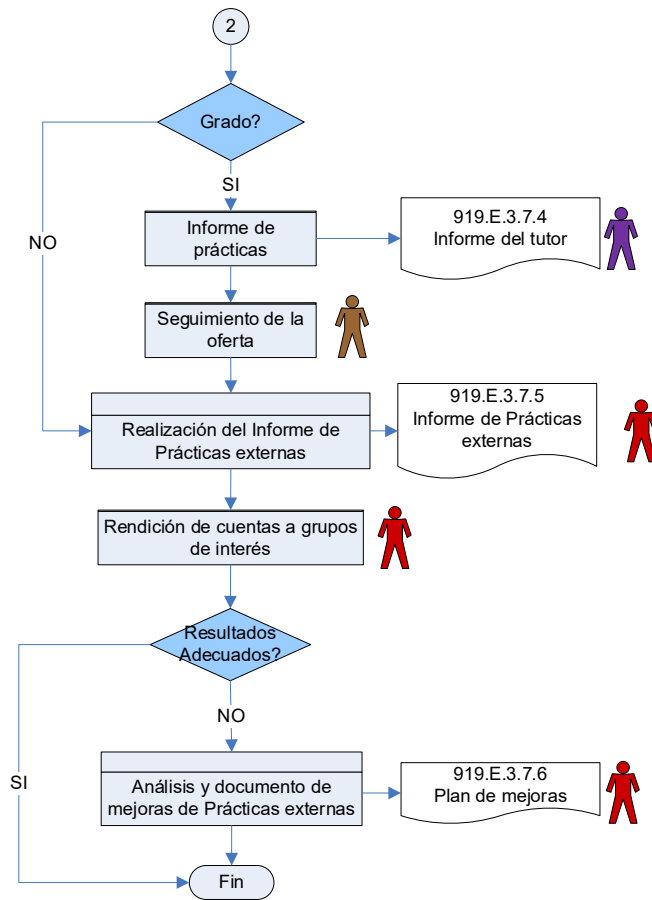 2
Grado?
SI
NO
Informe de
prácticas
919.E.3.7.4
Informe del tutor
Seguimiento de la
oferta
Realización del Informe de
Prácticas externas
919.E.3.7.5
Informe de Prácticas
externas
Rendición de cuentas a grupos
de interés
Resultados
Adecuados?
NO
SI
Análisis y documento de
mejoras de Prácticas externas
919.E.3.7.6
Plan de mejoras
Fin